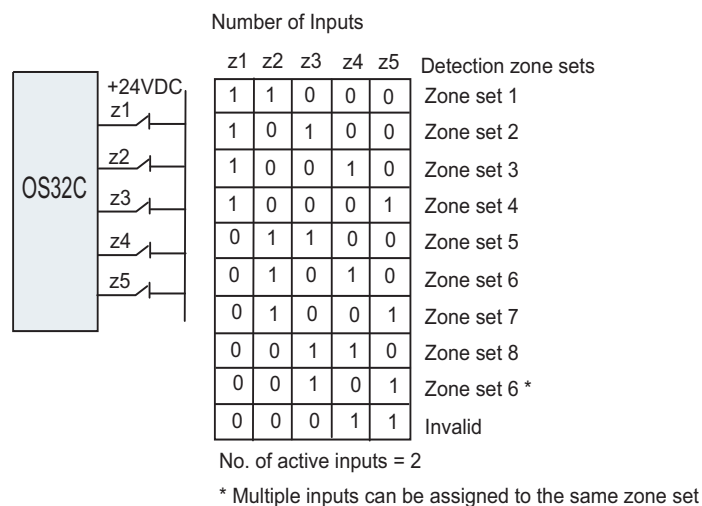 Number of Inputs
z1 z2 z3 z4 z5 Detection zone sets
+24VDC
OS32C
z1
z2
z3
z4
z5
1 1 0 0 0 Zone set 1
1 0 1 0 0 Zone set 2
1 0 0 1 0 Zone set 3
1 0 0 0 1 Zone set 4
0 1 1 0 0 Zone set 5
0 1 0 1 0 Zone set 6
0 1 0 0 1 Zone set 7
0 0 1 1 0 Zone set 8
0 0 1 0 1 Zone set 6 *
0 0 0 1 1 Invalid
No. of active inputs = 2
* Multiple inputs can be assigned to the same zone set